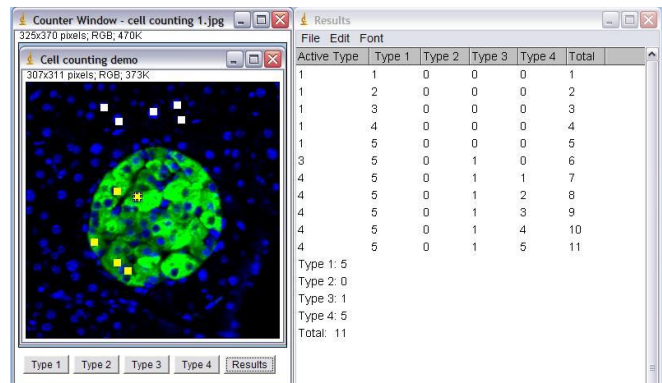 Counter Window - cell counting 1.jpg
325x370 pixels; RGB; 470K
Cell counting demo
307x311 pixels; RGB; 373K
Type 1 Type 2 Type 3 Type 4 Results
Results
File Edit Font
Active Type Type 1 Type 2 Type 3 Type 4 Total
1 1 0 0 0 1
1 2 0 0 0 2
1 3 0 0 0 3
1 4 0 0 0 4
1 5 0 0 0 5
3 5 0 1 0 6
4 5 0 1 1 7
4 5 0 1 2 8
4 5 0 1 3 9
4 5 0 1 4 10
4 5 0 1 5 11
Type 1: 5
Type 2: 0
Type 3: 1
Type 4: 5
Total: 11